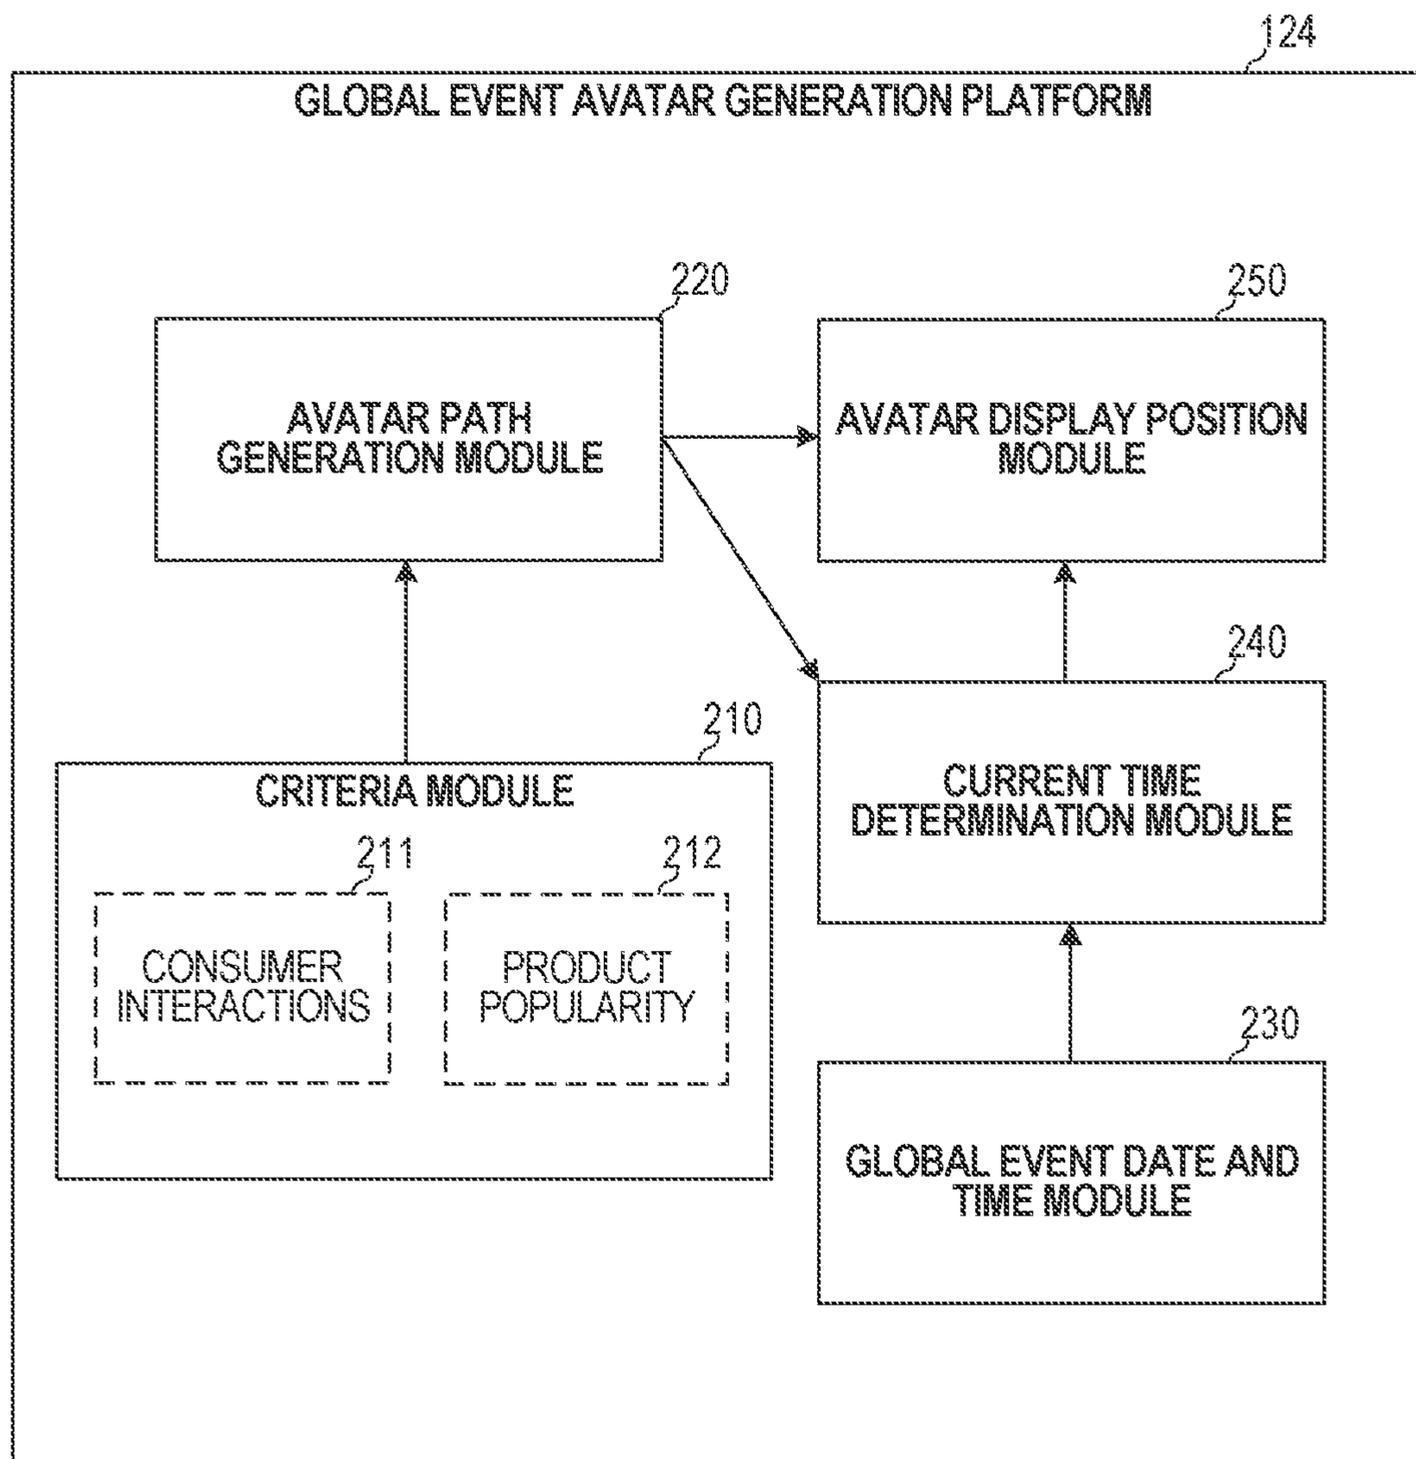 124
GLOBAL EVENT AVATAR GENERATION PLATFORM
220
AVATAR PATH
GENERATION MODULE
250
AVATAR DISPLAY POSITION
MODULE
240
CURRENT TIME
DETERMINATION MODULE
210
CRITERIA MODULE
211
CONSUMER
INTERACTIONS
212
PRODUCT
POPULARITY
230
GLOBAL EVENT DATE AND
TIME MODULE